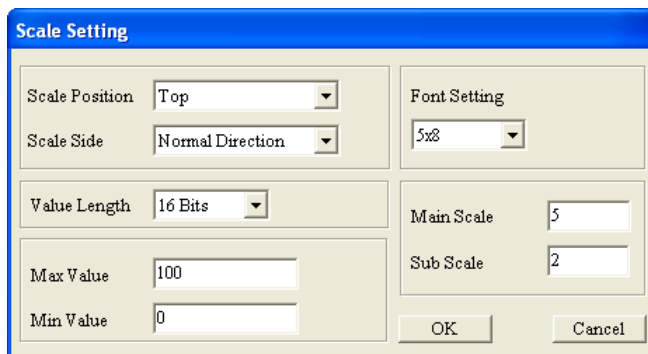 Scale Setting
Scale Position Top
Scale Side Normal Direction
Font Setting
5x8
Value Length 16 Bits
Main Scale 5
Sub Scale 2
Max Value 100
Min Value 0
OK Cancel